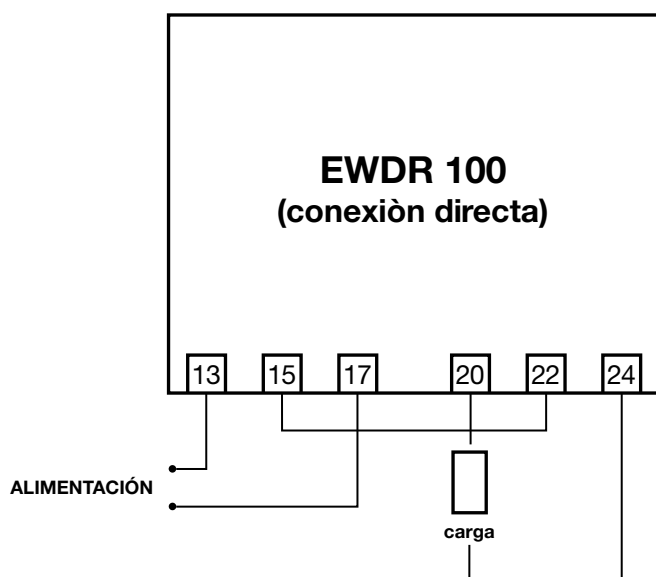 EWDR 100
(conexiòn directa)
13 15 17 20 22 24
ALIMENTACIÓN
carga